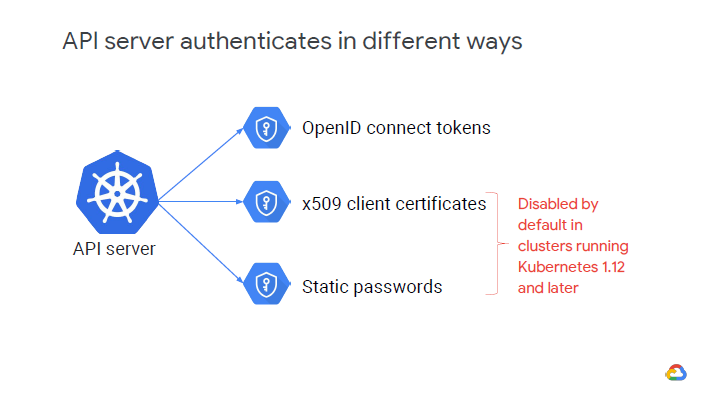 API server authenticates in different ways
OpenID connect tokens
x509 client certificates
Static passwords
API server
Disabled by
default in
clusters running
Kubernetes 1.12
and later